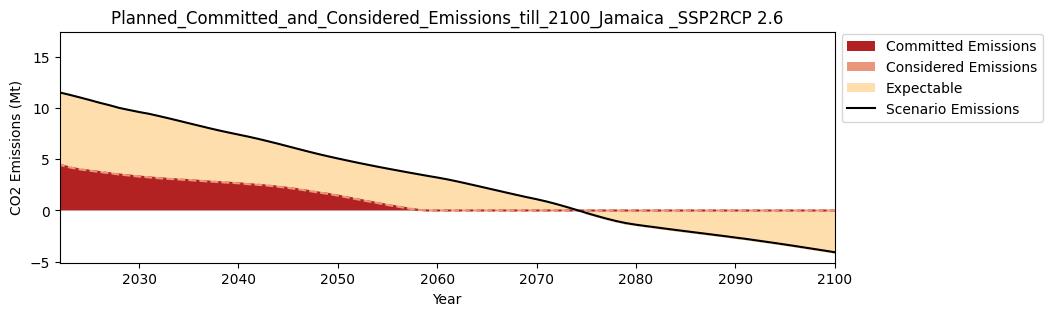 Planned_Committed_and_Considered_Emissions_till_2100_Jamaica _SSP2RCP 2.6
Committed Emissions
Considered Emissions
Expectable
Scenario Emissions
CO2 Emissions (Mt)
15
10
5
0
−5
2030
2040
2050
2060
2070
2080
2090
2100
Year